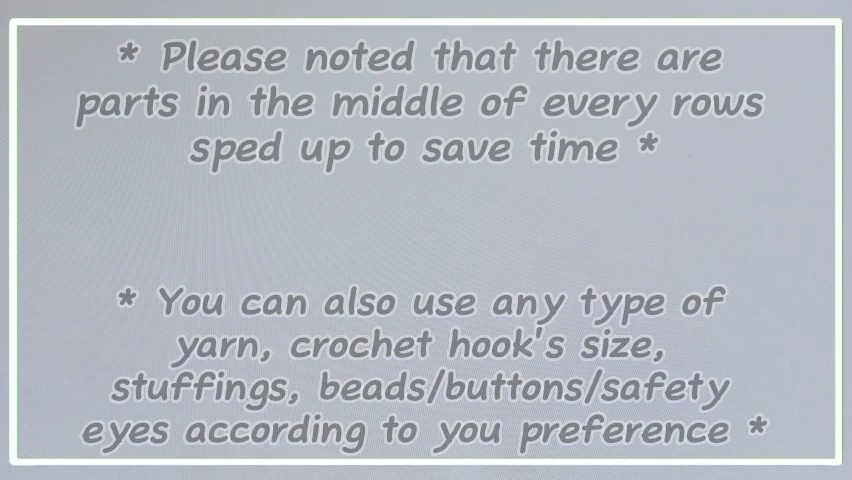 * Please noted that there are
parts in the middle of every rows
sped up to save time *
* You can also use any type of
yarn, crochet hook's size,
stuffings, beads/buttons/safety
eyes according to you preference *